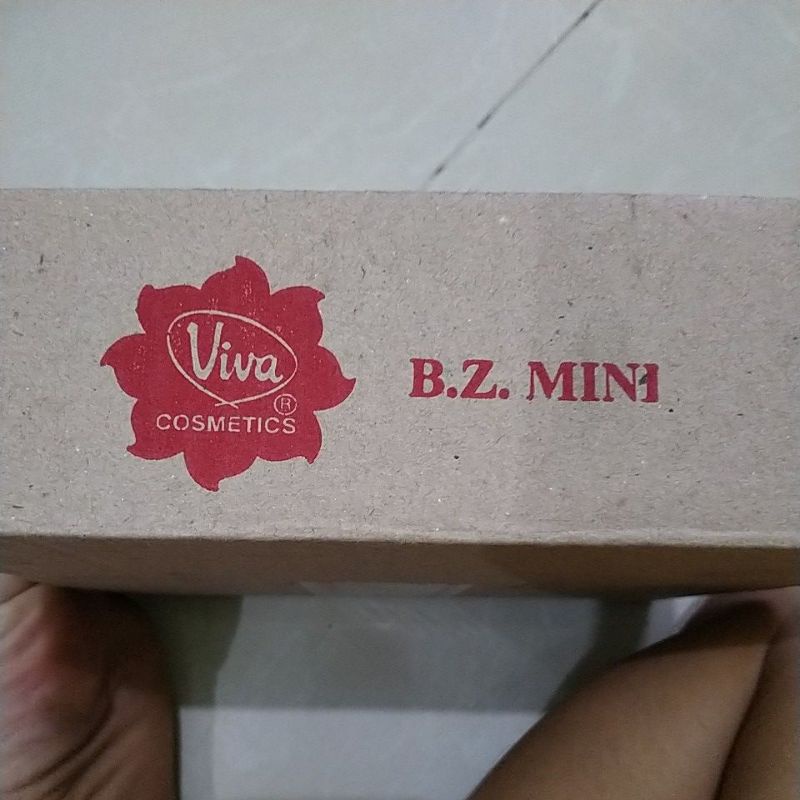 Viva
®
COSMETICS
B.Z. MINI